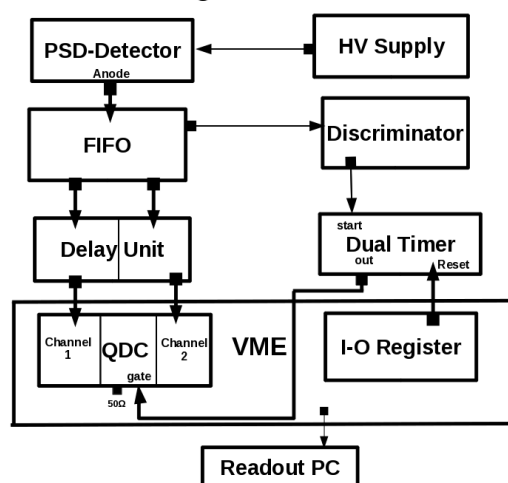 PSD-Detector
Anode
HV Supply
FIFO
Discriminator
Delay Unit
start
Dual Timer
out
Reset
Channel
1
QDC
Channel
2
gate
50Ω
VME
I-O Register
Readout PC